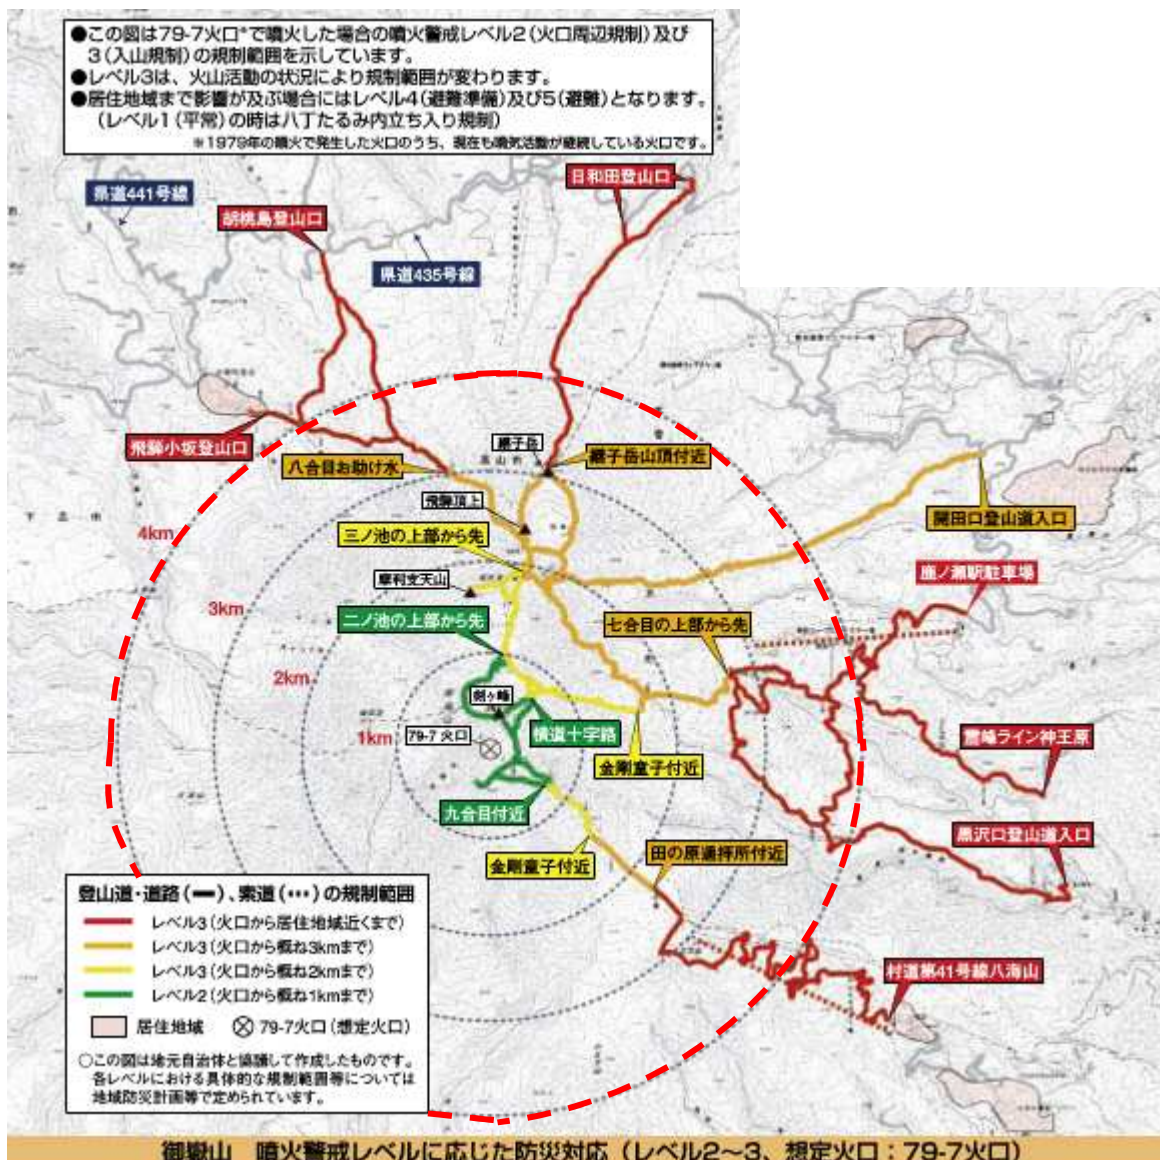 ●この図は79-7火口*で噴火した場合の噴火警戒レベル2(火口周辺規制)及び
3(入山規制)の規制範囲を示しています。
●レベル3は、火山活動の状況により規制範囲が変わります。
●居住地域まで影響が及ぶ場合にはレベル4(避難準備)及び5(避難)となります。
(レベル1(平常)の時は八丁たるみ内立ち入り規制)
※1979年の噴火で発生した火口のうち、現在も噴気活動が継続している火口です。
日和田登山口
県道441号線
胡桃島登山口
県道435号線
飛騨小坂登山口
継子岳
継子岳山頂付近
八合目お助け水
飛騨頂上
開田口登山道入口
4km
三ノ池の上部から先
鹿ノ瀬駅駐車場
摩利支天山
3km
二ノ池の上部から先
七合目の上部から先
2km
剣ヶ峰
1km
79-7 火口
横道十字路
霊峰ライン神王原
金剛童子付近
九合目付近
黒沢口登山道入口
金剛童子付近
田の原遥拝所付近
村道第41号線八海山
登山道・道路(━)、索道(•••)の規制範囲
レベル3(火口から居住地域近くまで)
レベル3(火口から概ね3kmまで)
レベル3(火口から概ね2kmまで)
レベル2(火口から概ね1kmまで)
居住地域 79-7火口(想定火口)
○この図は地元自治体と協議して作成したものです。
各レベルにおける具体的な規制範囲等については
地域防災計画等で定められています。
御嶽山 噴火警戒レベルに応じた防災対応(レベル2〜3、想定火口:79-7火口)